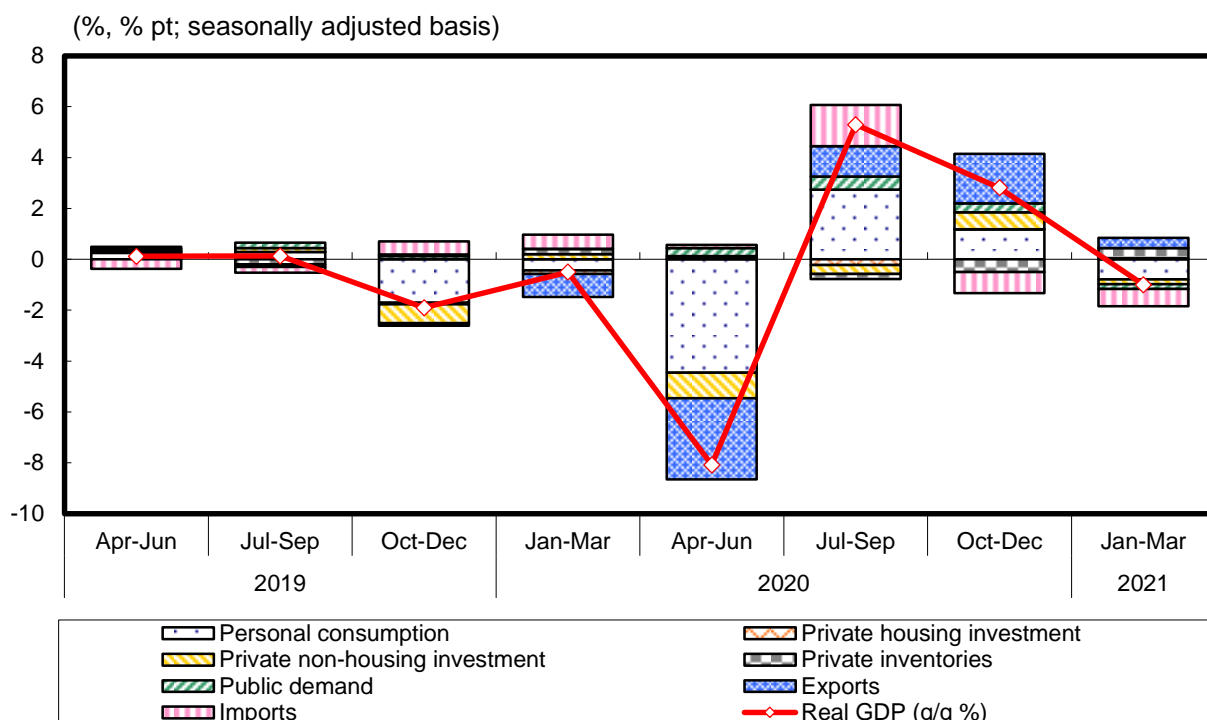 (%, % pt; seasonally adjusted basis)
8
6
4
2
0
-2
-4
-6
-8
-10
Apr-Jun Jul-Sep Oct-Dec Jan-Mar Apr-Jun Jul-Sep Oct-Dec Jan-Mar
2019 2020 2021
Personal consumption Private housing investment
Private non-housing investment Private inventories
Public demand Exports
Imports Real GDP (q/q %)